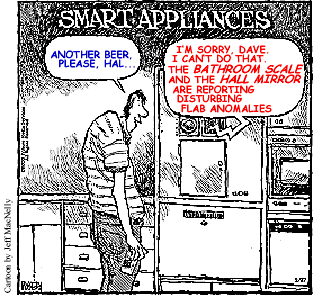 SMART APPLIANCES
ANOTHER BEER,
PLEASE, HAL..
I'M SORRY, DAVE.
I CAN'T DO THAT.
THE BATHROOM SCALE
AND THE HALL MIRROR
ARE REPORTING
DISTURBING
FLAB ANOMALIES
Cartoon by Jeff MacNelly